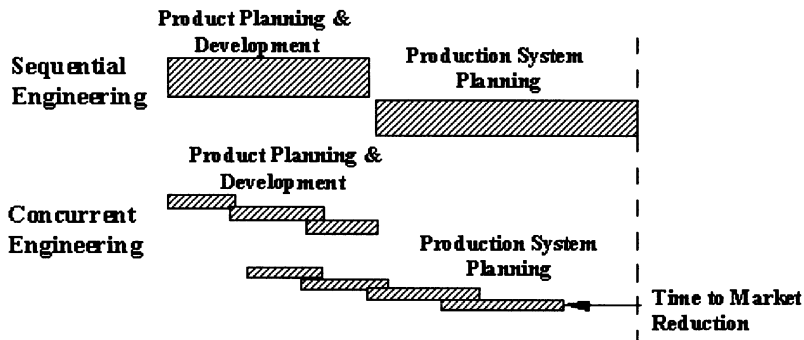 Product Planning &
Development
Sequential
Engineering
Production System
Planning
Product Planning &
Development
Concurrent
Engineering
Production System
Planning
Time to Market
Reduction